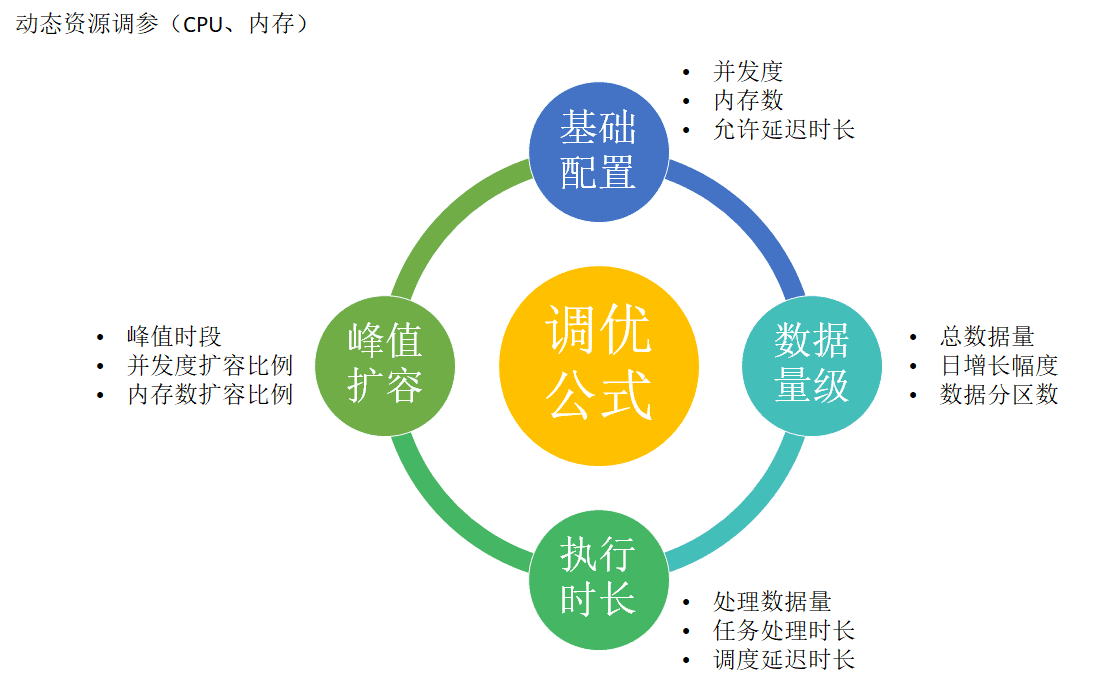 动态资源调参（CPU、内存）
基础
配置
• 并发度
• 内存数
• 允许延迟时长
峰值
扩容
• 峰值时段
• 并发度扩容比例
• 内存数扩容比例
调优
公式
数据
量级
• 总数据量
• 日增长幅度
• 数据分区数
执行
时长
• 处理数据量
• 任务处理时长
• 调度延迟时长